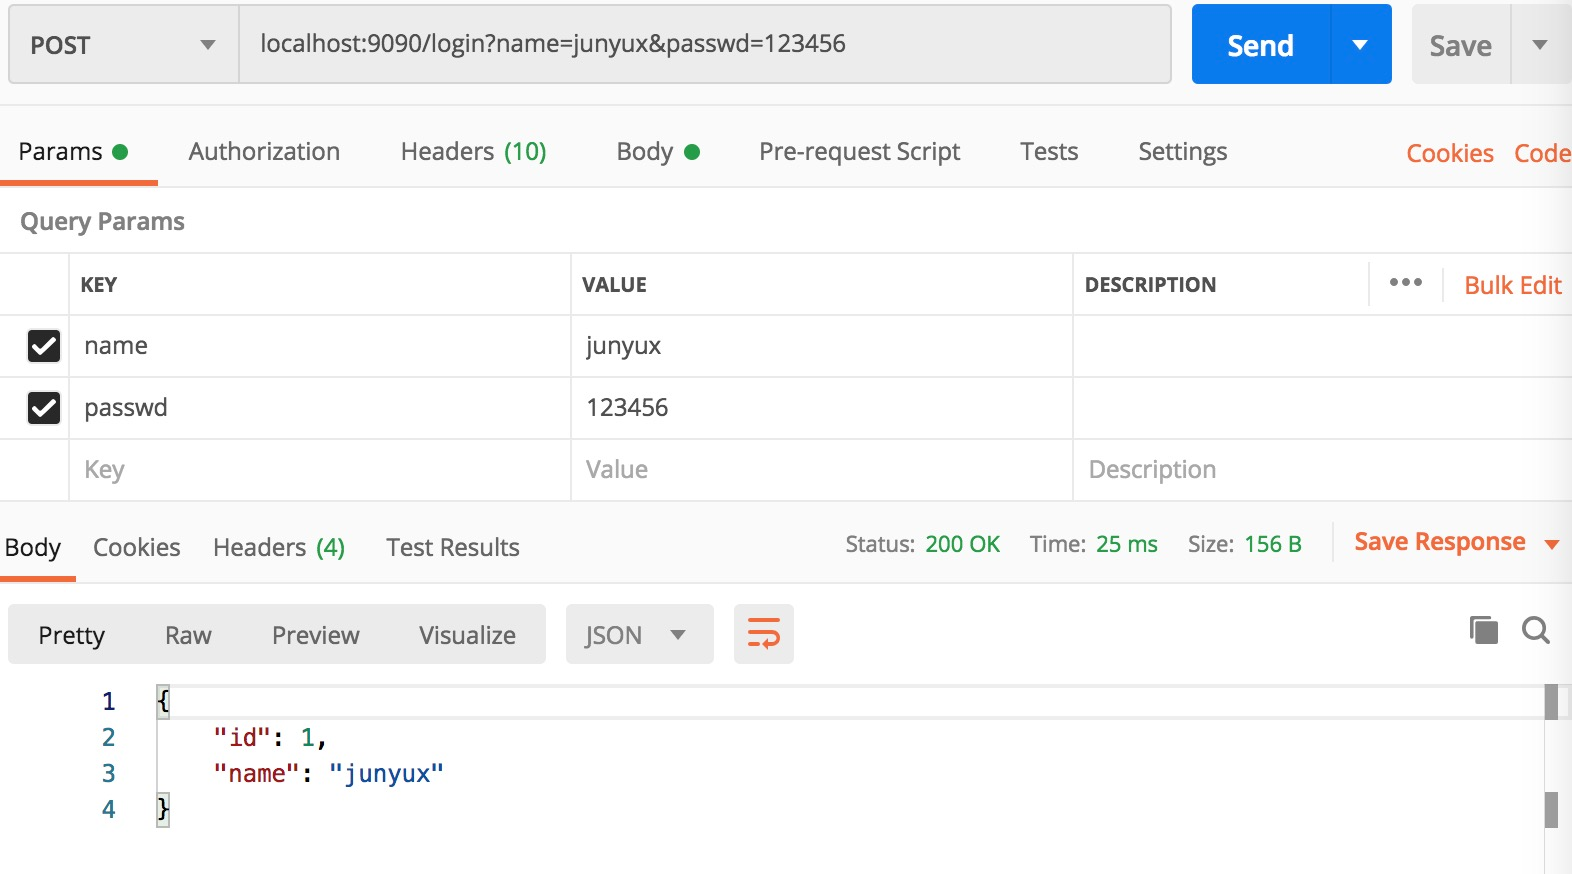 POST localhost:9090/login?name=junyux&passwd=123456 Send Save
Params Authorization Headers (10) Body Pre-request Script Tests Settings Cookies Code
Query Params
KEY VALUE DESCRIPTION ••• Bulk Edit
name junyux
passwd 123456
Key Value Description
Body Cookies Headers (4) Test Results Status: 200 OK Time: 25 ms Size: 156 B Save Response
Pretty Raw Preview Visualize JSON
1 {
2 "id": 1,
3 "name": "junyux"
4 }